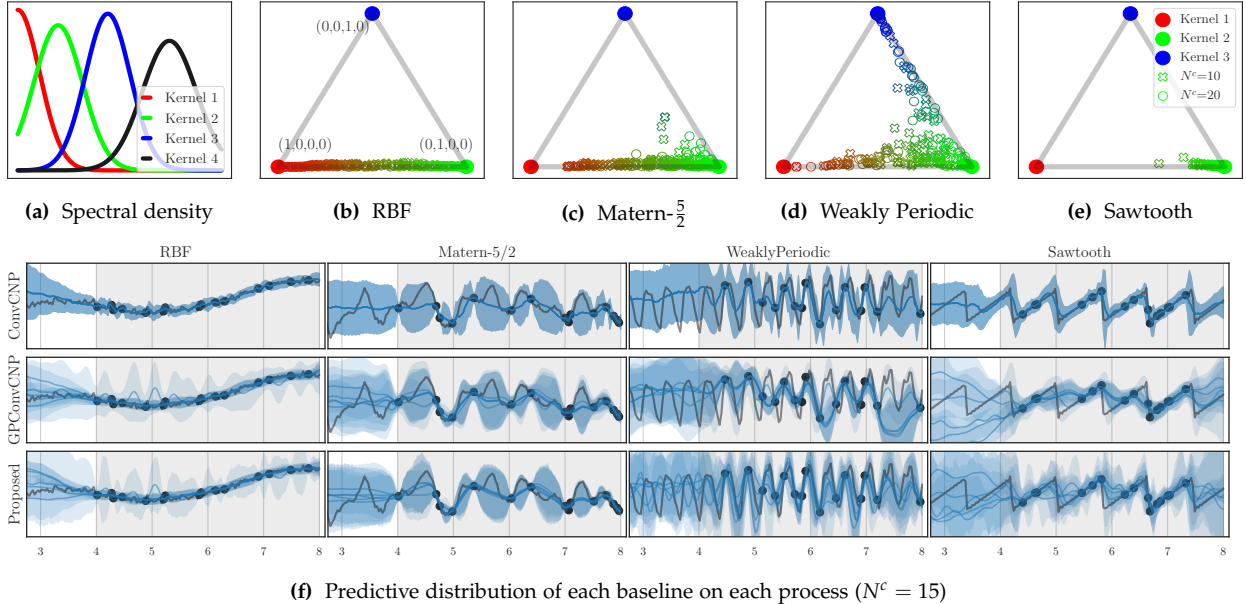 Kernel 1
Kernel 2
Kernel 3
Kernel 4
(0,0,1,0)
(1,0,0,0)
(0,1,0,0)
Kernel 1
Kernel 2
Kernel 3
N^c=10
N^c=20
(a) Spectral density
(b) RBF
(c) Matern-5/2
(d) Weakly Periodic
(e) Sawtooth
RBF
Matern-5/2
WeaklyPeriodic
Sawtooth
ConvCNP
GPConvCNP
Proposed
3 4 5 6 7 8
3 4 5 6 7 8
3 4 5 6 7 8
3 4 5 6 7 8
(f) Predictive distribution of each baseline on each process (N^c = 15)